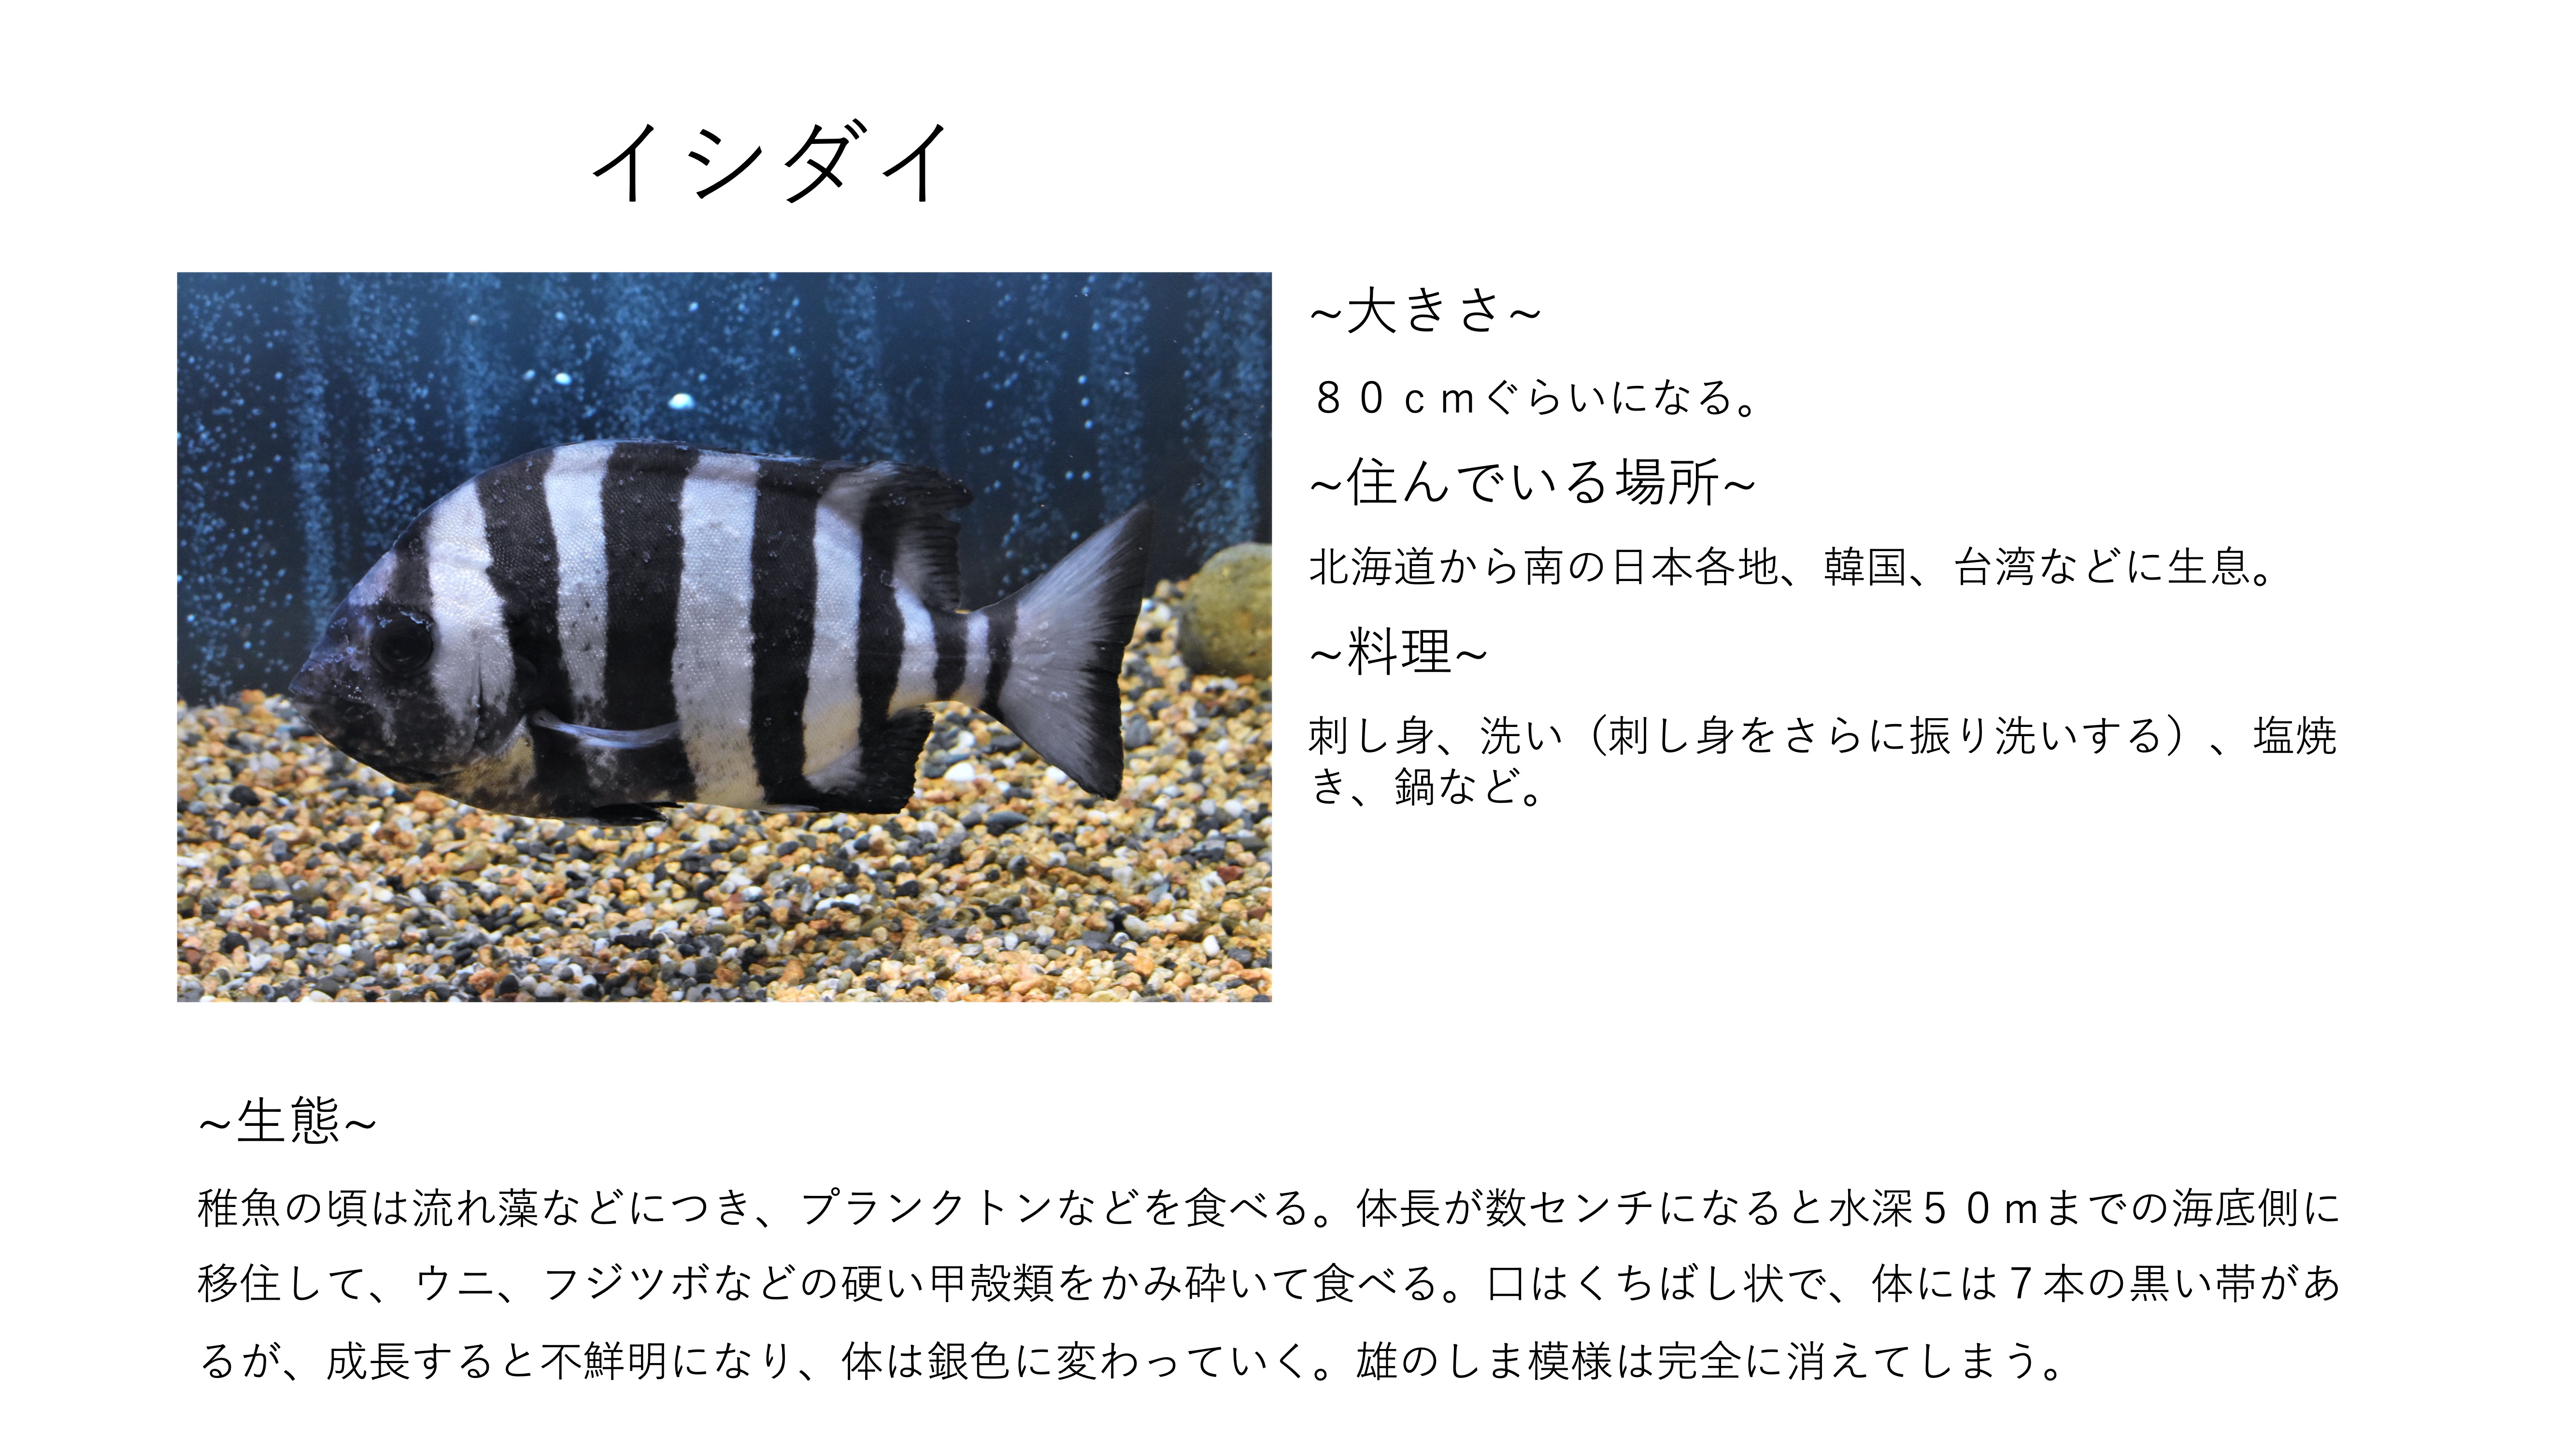 イシダイ
~大きさ~
８０ｃｍぐらいになる。
~住んでいる場所~
北海道から南の日本各地、韓国、台湾などに生息。
~料理~
刺し身、洗い（刺し身をさらに振り洗いする）、塩焼
き、鍋など。
~生態~
稚魚の頃は流れ藻などにつき、プランクトンなどを食べる。体長が数センチになると水深５０ｍまでの海底側に
移住して、ウニ、フジツボなどの硬い甲殻類をかみ砕いて食べる。口はくちばし状で、体には７本の黒い帯があ
るが、成長すると不鮮明になり、体は銀色に変わっていく。雄のしま模様は完全に消えてしまう。